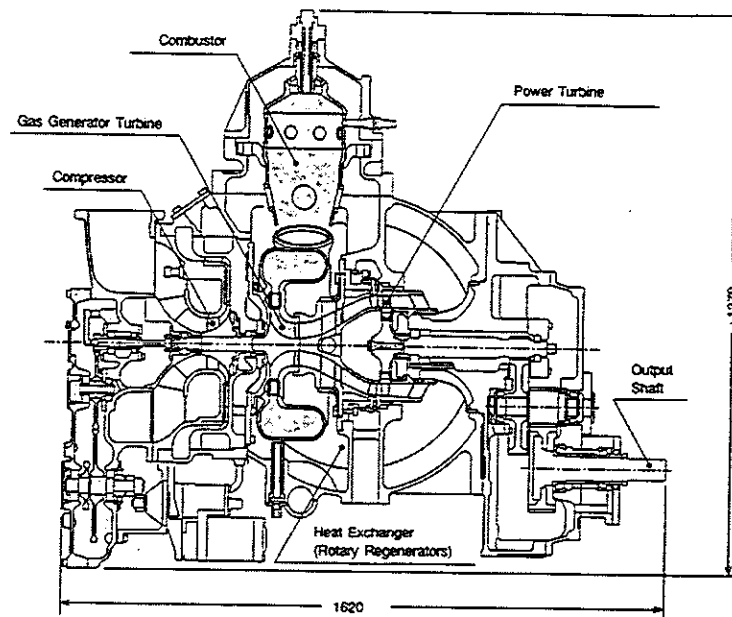 Combustor
Power Turbine
Gas Generator Turbine
Compressor
Output
Shaft
Heat Exchanger
(Rotary Regenerators)
1620